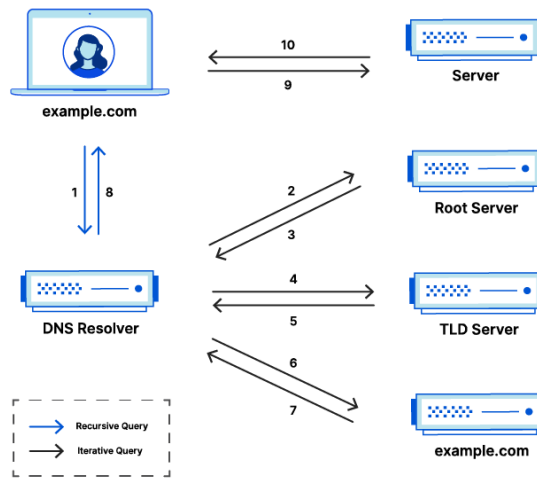 10
9
example.com
Server
1
8
2
3
Root Server
4
5
DNS Resolver
TLD Server
6
7
example.com
Recursive Query
Iterative Query